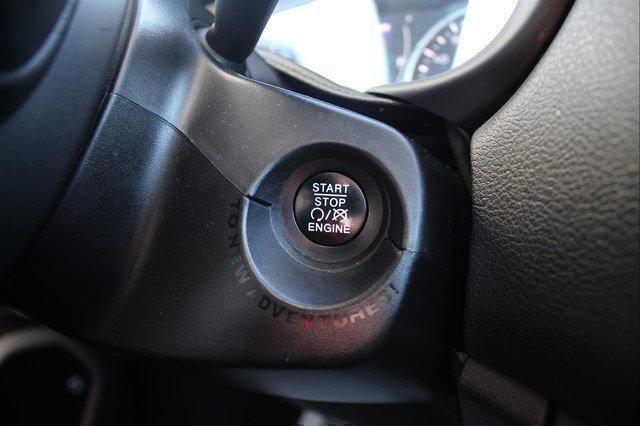 START
STOP
ENGINE
TO NEW ADVENTURES!